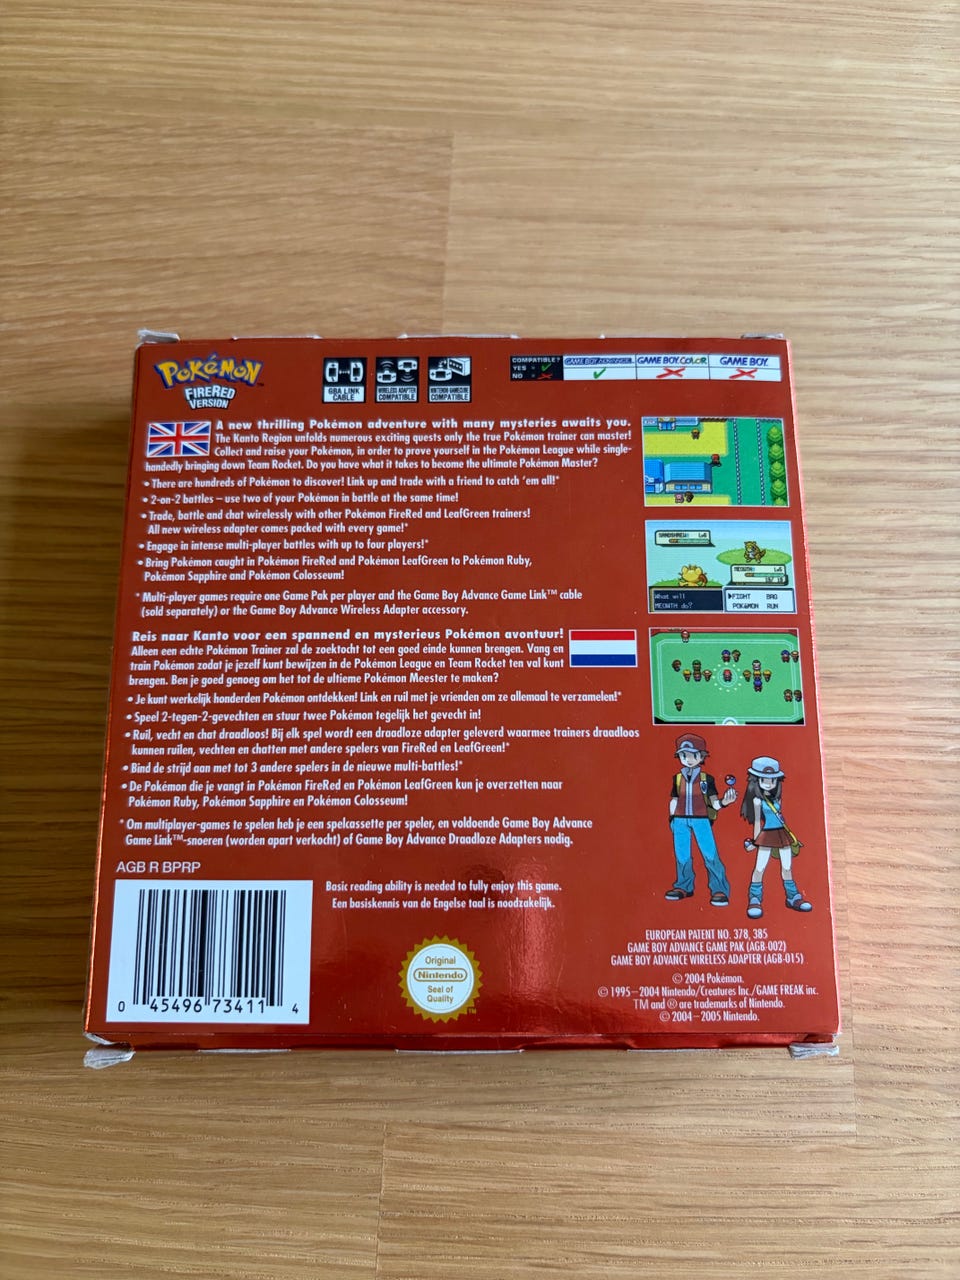 POKéMON™
FIRERED
VERSION
GBA LINK
CABLE
WIRELESS ADAPTER
COMPATIBLE
NINTENDO GAMECUBE
COMPATIBLE
COMPATIBLE?
YES = ✓
NO = ✗
GAME BOY ADVANCE
GAME BOY COLOR
GAME BOY
A new thrilling Pokémon adventure with many mysteries awaits you.
The Kanto Region unfolds numerous exciting quests only the true Pokémon trainer can master!
Collect and raise your Pokémon, in order to prove yourself in the Pokémon League while single-
handedly bringing down Team Rocket. Do you have what it takes to become the ultimate Pokémon Master?
• There are hundreds of Pokémon to discover! Link up and trade with a friend to catch ‘em all!*
• 2-on-2 battles – use two of your Pokémon in battle at the same time!
• Trade, battle and chat wirelessly with other Pokémon FireRed and LeafGreen trainers!
All new wireless adapter comes packed with every game!*
• Engage in intense multi-player battles with up to four players!*
• Bring Pokémon caught in Pokémon FireRed and Pokémon LeafGreen to Pokémon Ruby,
Pokémon Sapphire and Pokémon Colosseum!
* Multi-player games require one Game Pak per player and the Game Boy Advance Game Link™ cable
(sold separately) or the Game Boy Advance Wireless Adapter accessory.
SANDSHREW Lv6
MEOWTH Lv6
What will
MEOWTH do?
▶FIGHT BAG
POKéMON RUN
Reis naar Kanto voor een spannend en mysterieus Pokémon avontuur!
Alleen een echte Pokémon Trainer zal de zoektocht tot een goed einde kunnen brengen. Vang en
train Pokémon zodat je jezelf kunt bewijzen in de Pokémon League en Team Rocket ten val kunt
brengen. Ben je goed genoeg om het tot de ultieme Pokémon Meester te maken?
• Je kunt werkelijk honderden Pokémon ontdekken! Link en ruil met je vrienden om ze allemaal te verzamelen!*
• Speel 2-tegen-2-gevechten en stuur twee Pokémon tegelijk het gevecht in!
• Ruil, vecht en chat draadloos! Bij elk spel wordt een draadloze adapter geleverd waarmee trainers draadloos
kunnen ruilen, vechten en chatten met andere spelers van FireRed en LeafGreen!*
• Bind de strijd aan met tot 3 andere spelers in de nieuwe multi-battles!*
• De Pokémon die je vangt in Pokémon FireRed en Pokémon LeafGreen kun je overzetten naar
Pokémon Ruby, Pokémon Sapphire en Pokémon Colosseum!
* Om multiplayer-games te spelen heb je een spelcassette per speler, en voldoende Game Boy Advance
Game Link™-snoeren (worden apart verkocht) of Game Boy Advance Draadloze Adapters nodig.
AGB R BPRP
Basic reading ability is needed to fully enjoy this game.
Een basiskennis van de Engelse taal is noodzakelijk.
0 45496 73411 4
Original
Nintendo
Seal of
Quality
TM
EUROPEAN PATENT NO. 378, 385
GAME BOY ADVANCE GAME PAK (AGB-002)
GAME BOY ADVANCE WIRELESS ADAPTER (AGB-015)
© 2004 Pokémon.
© 1995–2004 Nintendo/Creatures Inc./GAME FREAK inc.
TM and ® are trademarks of Nintendo.
© 2004–2005 Nintendo.